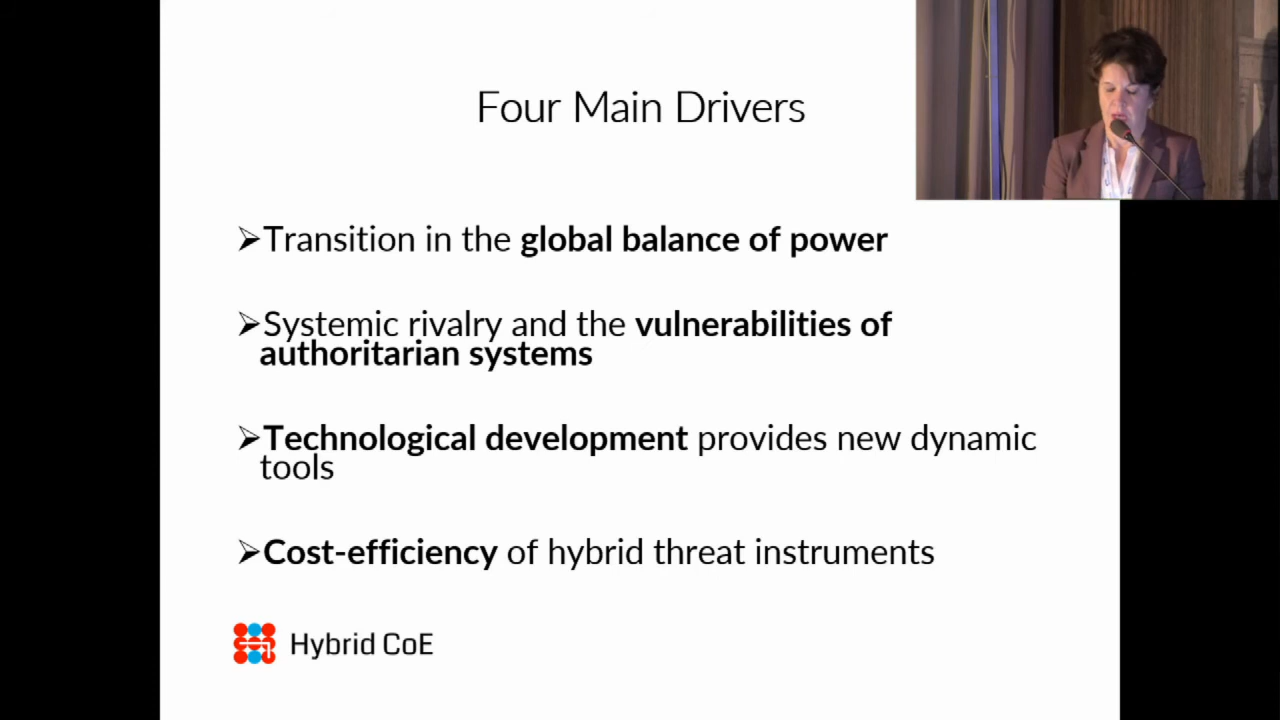 Four Main Drivers
➢Transition in the global balance of power
➢Systemic rivalry and the vulnerabilities of
authoritarian systems
➢Technological development provides new dynamic
tools
➢Cost-efficiency of hybrid threat instruments
Hybrid CoE